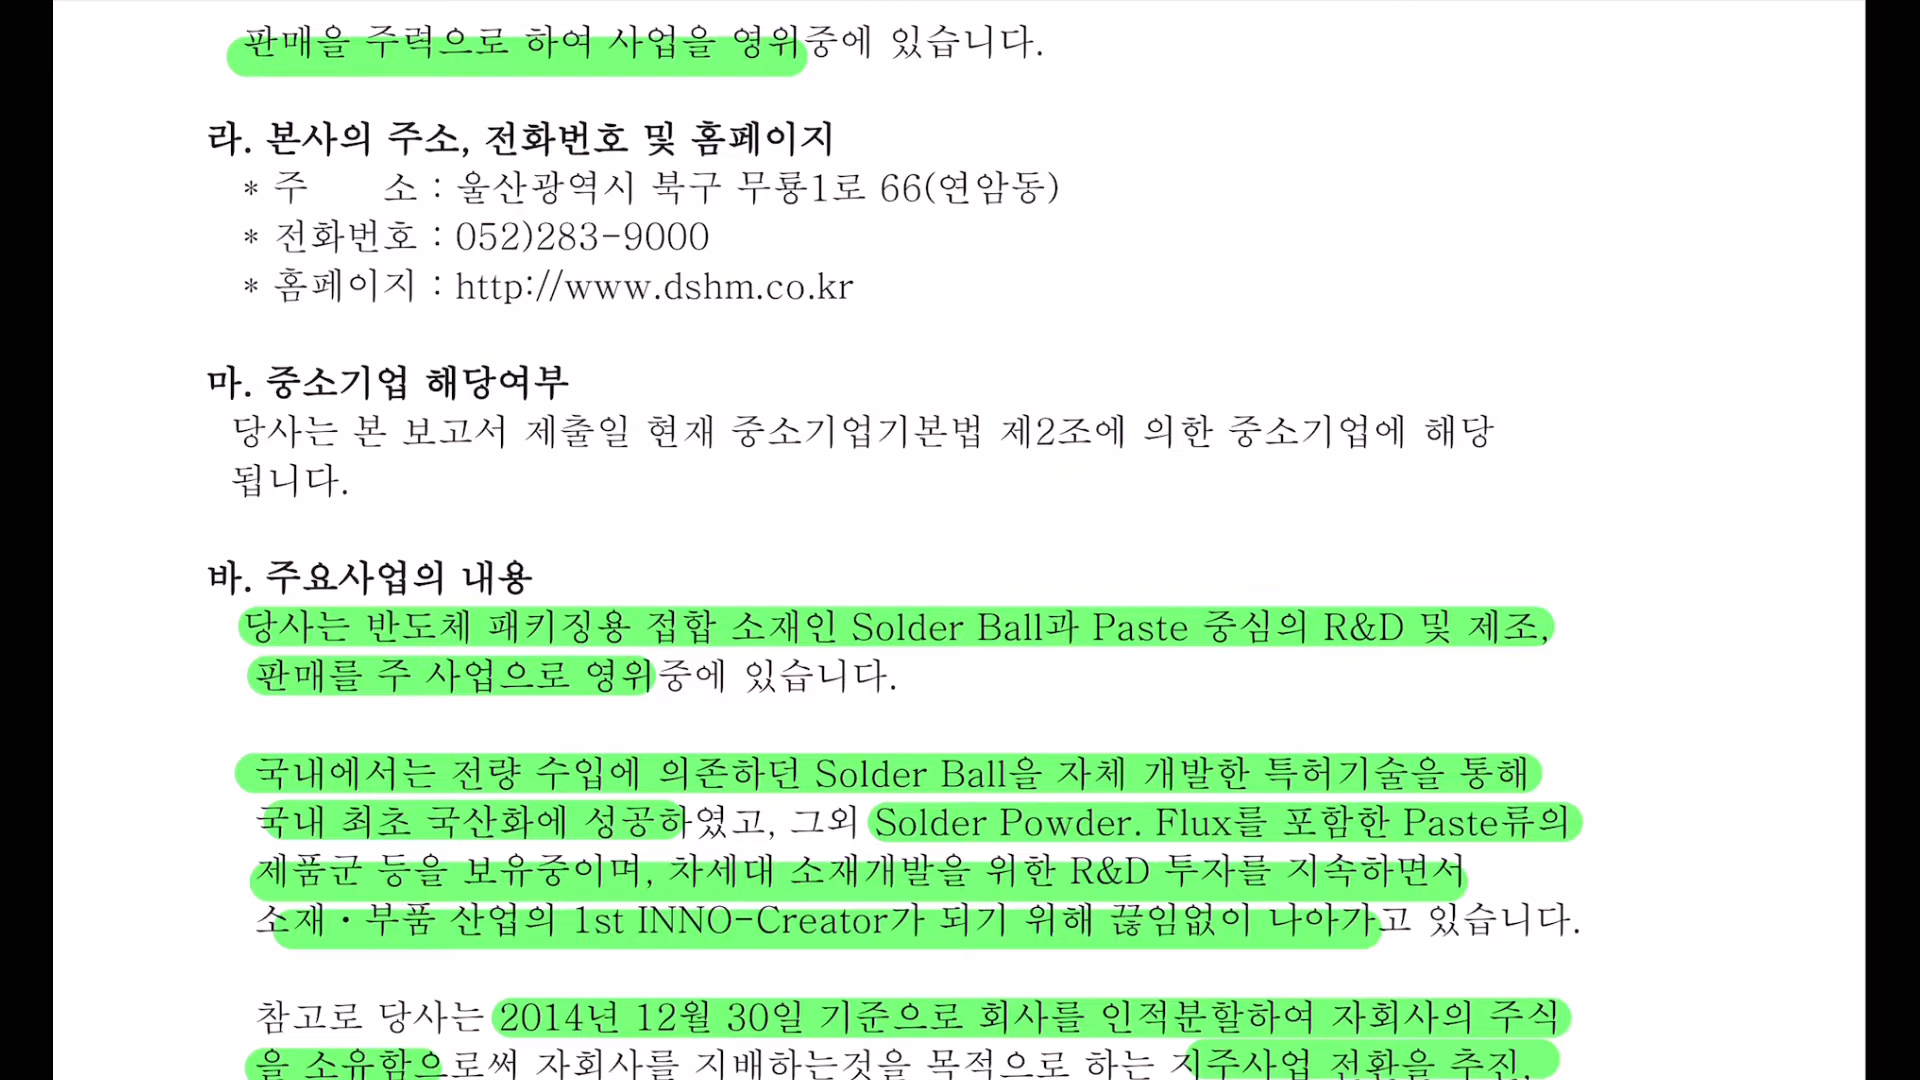 판매을 주력으로 하여 사업을 영위중에 있습니다.
라. 본사의 주소, 전화번호 및 홈페이지
* 주 소 : 울산광역시 북구 무룡1로 66(연암동)
* 전화번호 : 052)283-9000
* 홈페이지 : http://www.dshm.co.kr
마. 중소기업 해당여부
당사는 본 보고서 제출일 현재 중소기업기본법 제2조에 의한 중소기업에 해당
됩니다.
바. 주요사업의 내용
당사는 반도체 패키징용 접합 소재인 Solder Ball과 Paste 중심의 R&D 및 제조,
판매를 주 사업으로 영위중에 있습니다.
국내에서는 전량 수입에 의존하던 Solder Ball을 자체 개발한 특허기술을 통해
국내 최초 국산화에 성공하였고, 그외 Solder Powder. Flux를 포함한 Paste류의
제품군 등을 보유중이며, 차세대 소재개발을 위한 R&D 투자를 지속하면서
소재·부품 산업의 1st INNO-Creator가 되기 위해 끊임없이 나아가고 있습니다.
참고로 당사는 2014년 12월 30일 기준으로 회사를 인적분할하여 자회사의 주식
을 소유함으로써 자회사를 지배하는것을 목적으로 하는 지주사업 전환을 추진,